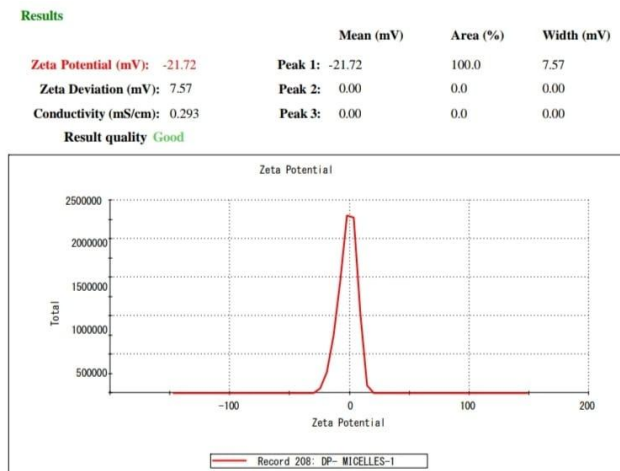 Results
Mean (mV) Area (%) Width (mV)
Zeta Potential (mV): -21.72 Peak 1: -21.72 100.0 7.57
Zeta Deviation (mV): 7.57 Peak 2: 0.00 0.0 0.00
Conductivity (mS/cm): 0.293 Peak 3: 0.00 0.0 0.00
Result quality Good
Zeta Potential
2500000
2000000
1500000
1000000
500000
Total
-100 0 100 200
Zeta Potential
Record 208: DP- MICELLES-1